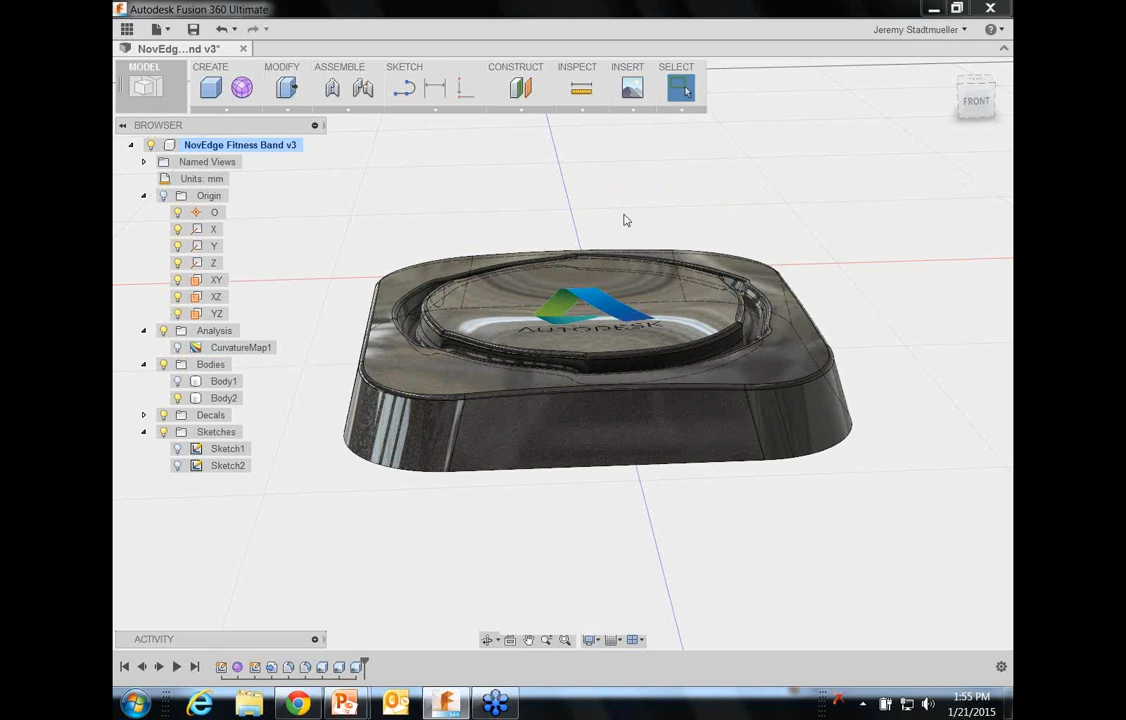 Autodesk Fusion 360 Ultimate
Jeremy Stadtmueller
NovEdg...nd v3*
MODEL
CREATE
MODIFY
ASSEMBLE
SKETCH
CONSTRUCT
INSPECT
INSERT
SELECT
FRONT
BROWSER
NovEdge Fitness Band v3
Named Views
Units: mm
Origin
O
X
Y
Z
XY
XZ
YZ
Analysis
CurvatureMap1
Bodies
Body1
Body2
Decals
Sketches
Sketch1
Sketch2
AUTODESK
ACTIVITY
1:55 PM
1/21/2015